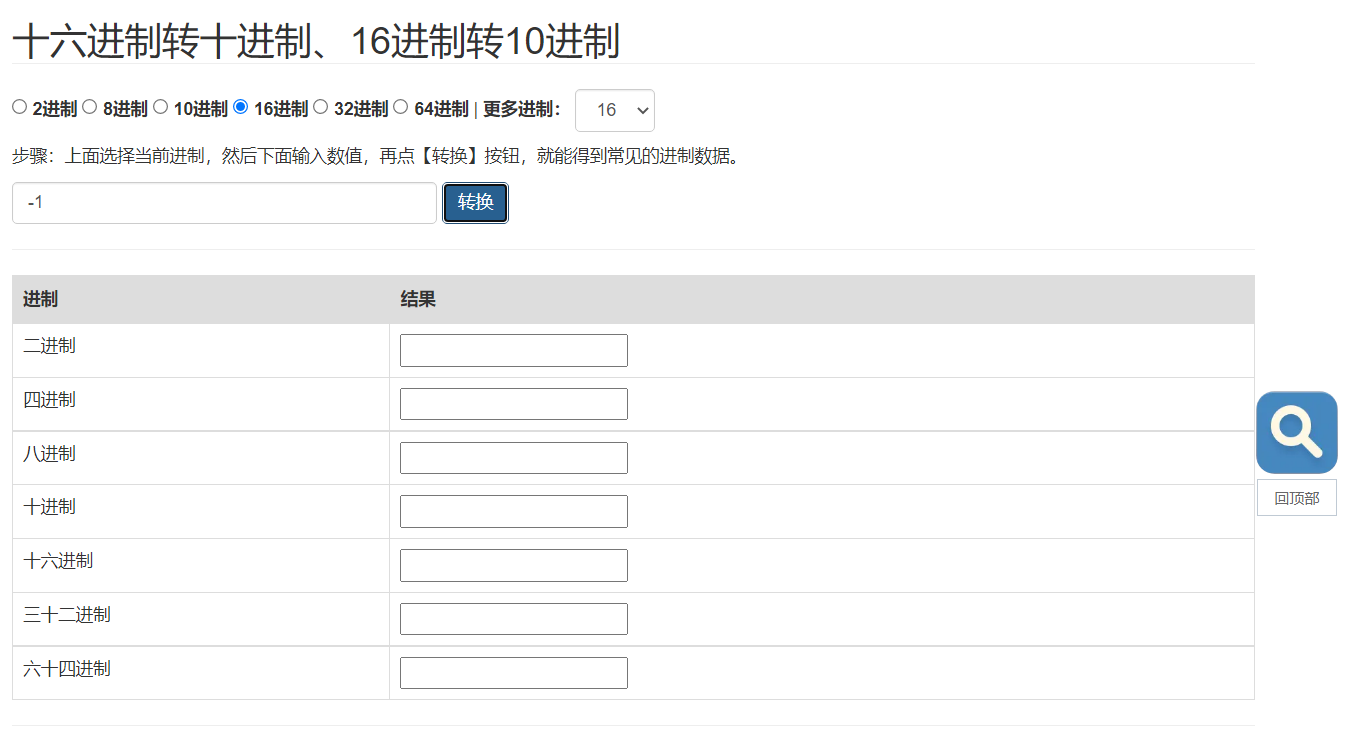 十六进制转十进制、16进制转10进制
2进制 8进制 10进制 16进制 32进制 64进制 | 更多进制： 16
步骤：上面选择当前进制，然后下面输入数值，再点【转换】按钮，就能得到常见的进制数据。
-1 转换
进制 结果
二进制
四进制
八进制
十进制
回顶部
十六进制
三十二进制
六十四进制